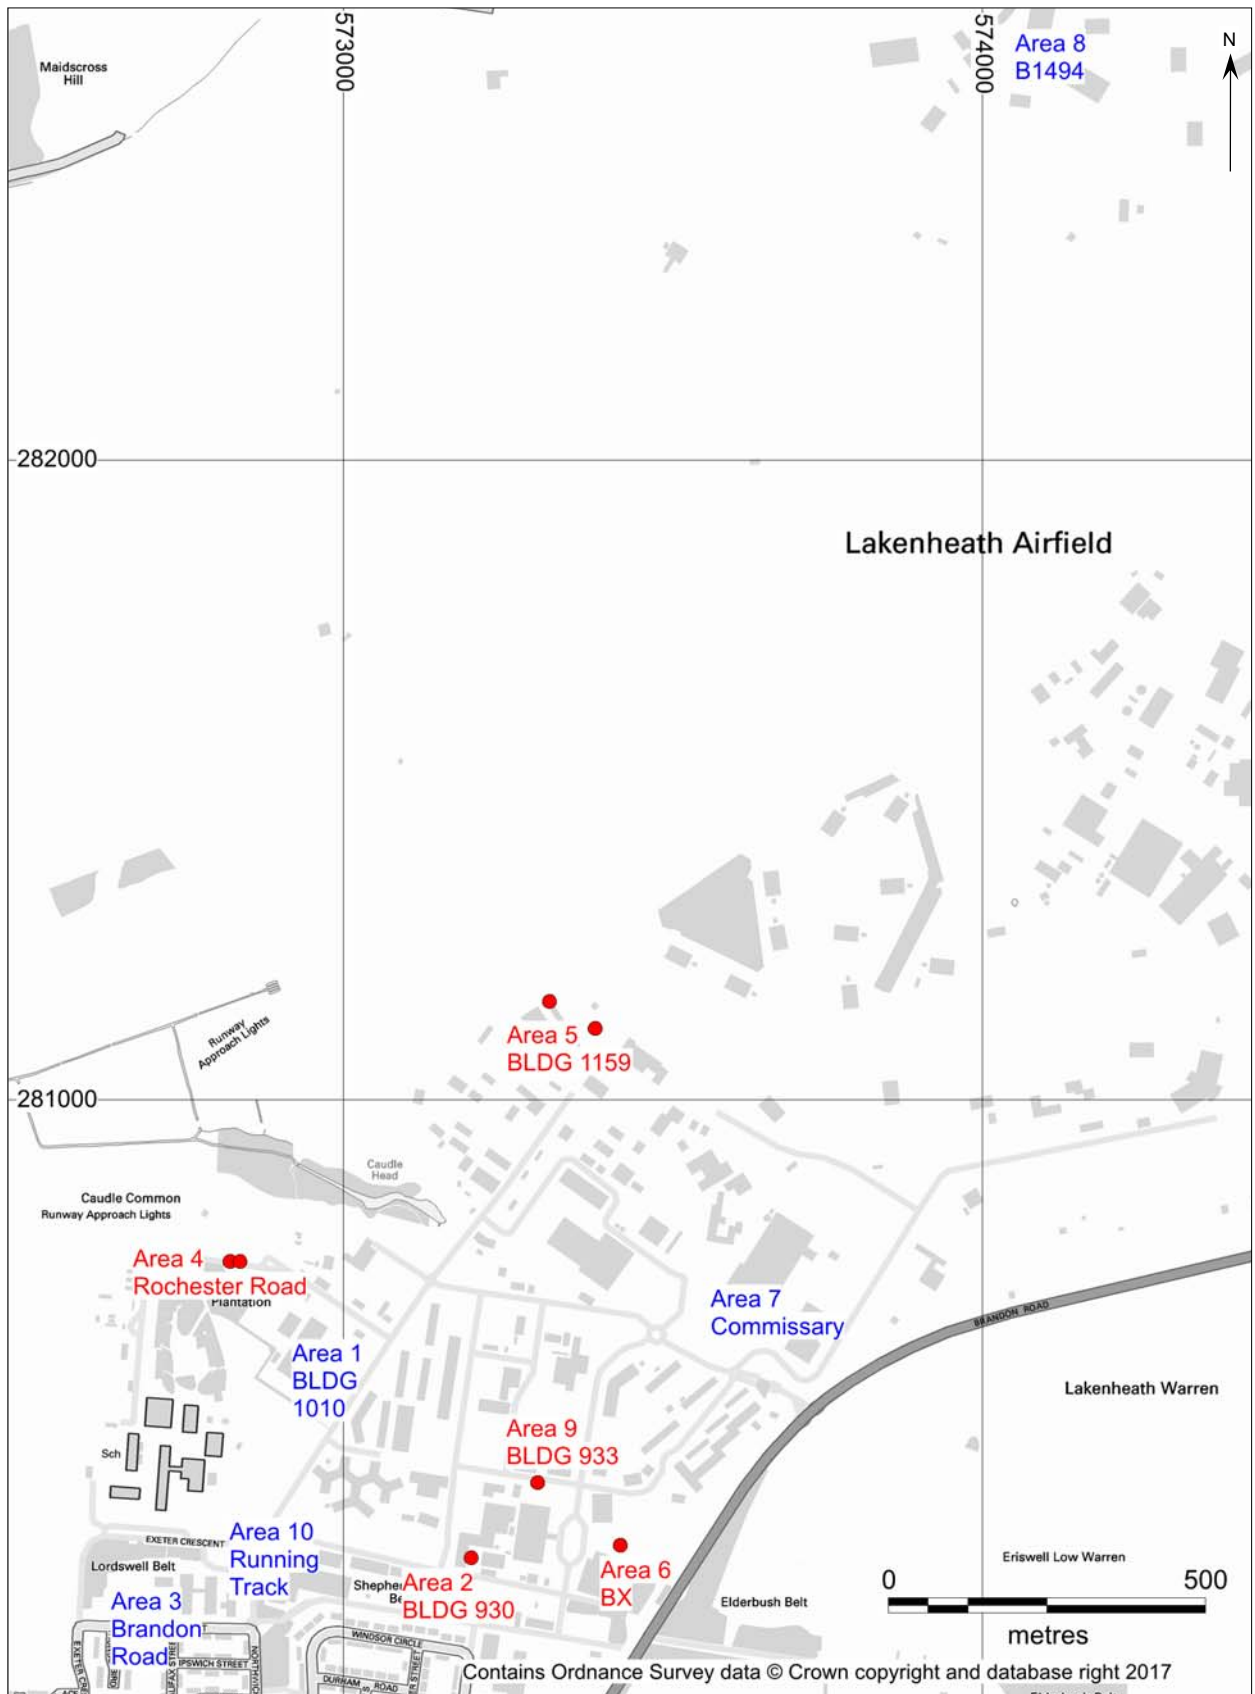 573000
574000
Area 8
B1494
N
Maidscross
Hill
282000
Lakenheath Airfield
Runway
Approach Lights
Area 5
BLDG 1159
281000
Caudle
Head
Caudle Common
Runway Approach Lights
Area 4
Rochester Road
Plantation
Area 7
Commissary
BRANDON ROAD
Area 1
BLDG
1010
Lakenheath Warren
Area 9
BLDG 933
Sch
EXETER CRESCENT
Area 10
Running
Track
Lordswell Belt
Area 2
BLDG 930
Area 6
BX
Eriswell Low Warren
0
500
metres
Area 3
Brandon
Road
Elderbush Belt
WINDSOR CIRCLE
IPSWICH STREET
DURHAM
ROAD
Contains Ordnance Survey data © Crown copyright and database right 2017